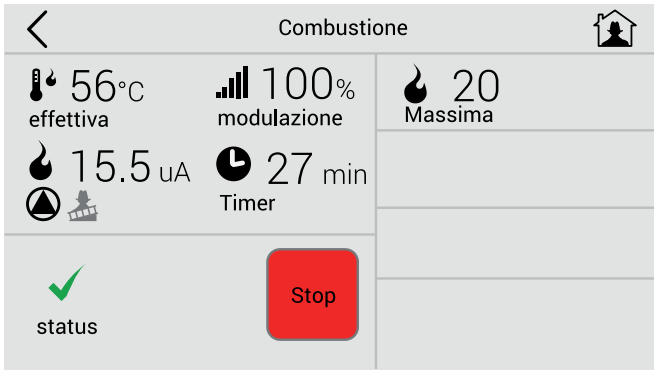 Combustione
56°C
effettiva
100%
modulazione
20
Massima
15.5 uA
27 min
Timer
status
Stop